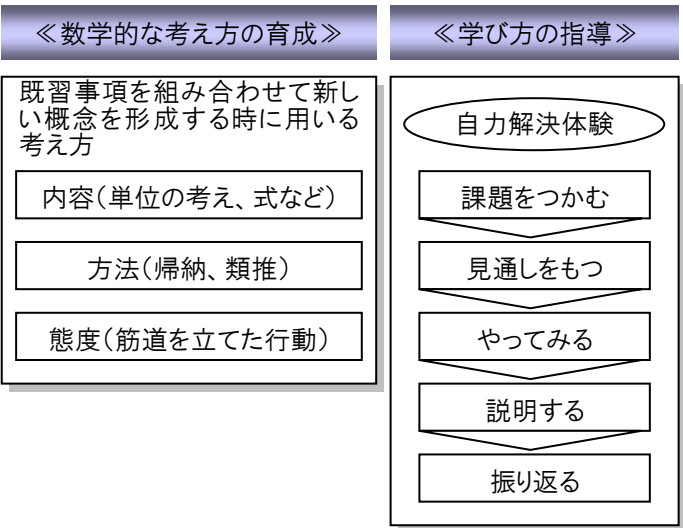 ≪数学的な考え方の育成≫
既習事項を組み合わせて新し
い概念を形成する時に用いる
考え方
内容(単位の考え、式など)
方法(帰納、類推)
態度(筋道を立てた行動)
≪学び方の指導≫
自力解決体験
課題をつかむ
見通しをもつ
やってみる
説明する
振り返る